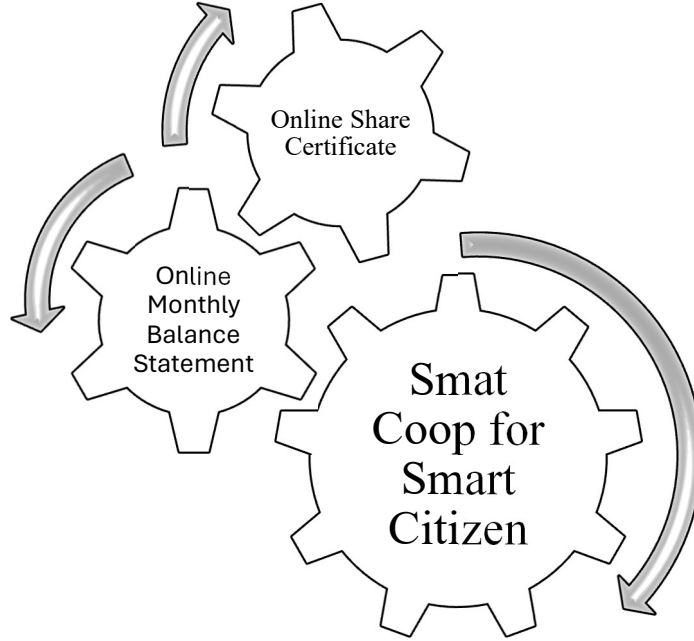 Online Share
Certificate
Online
Monthly
Balance
Statement
Smat
Coop for
Smart
Citizen